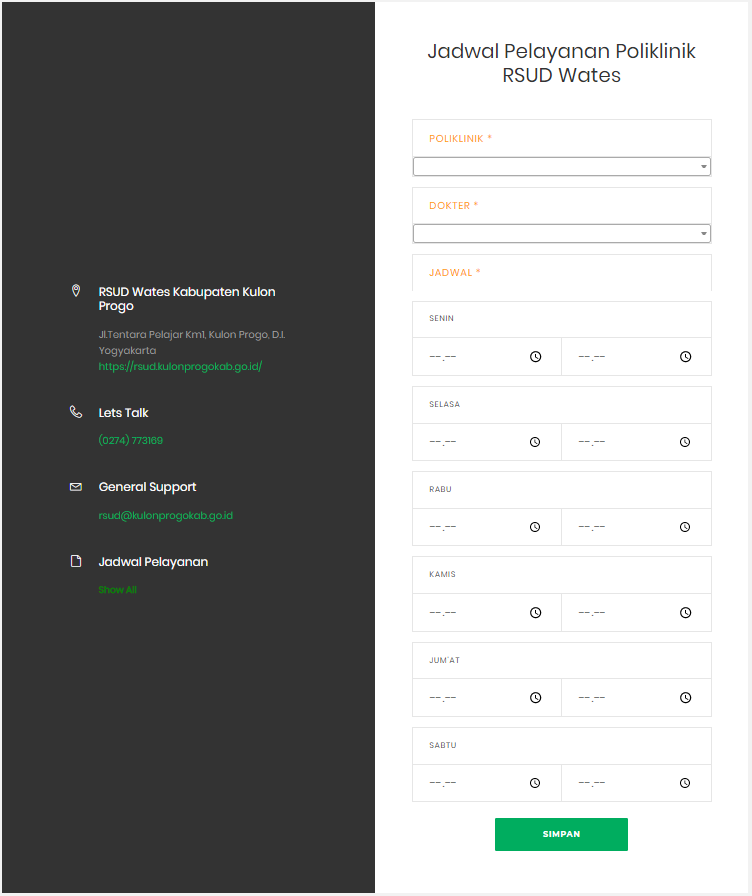 RSUD Wates Kabupaten Kulon
Progo
Jl.Tentara Pelajar Km1, Kulon Progo, D.I.
Yogyakarta
https://rsud.kulonprogokab.go.id/
Lets Talk
(0274) 773169
General Support
rsud@kulonprogokab.go.id
Jadwal Pelayanan
Show All
Jadwal Pelayanan Poliklinik
RSUD Wates
POLIKLINIK *
DOKTER *
JADWAL *
SENIN
--.-- --.--
SELASA
--.-- --.--
RABU
--.-- --.--
KAMIS
--.-- --.--
JUM'AT
--.-- --.--
SABTU
--.-- --.--
SIMPAN